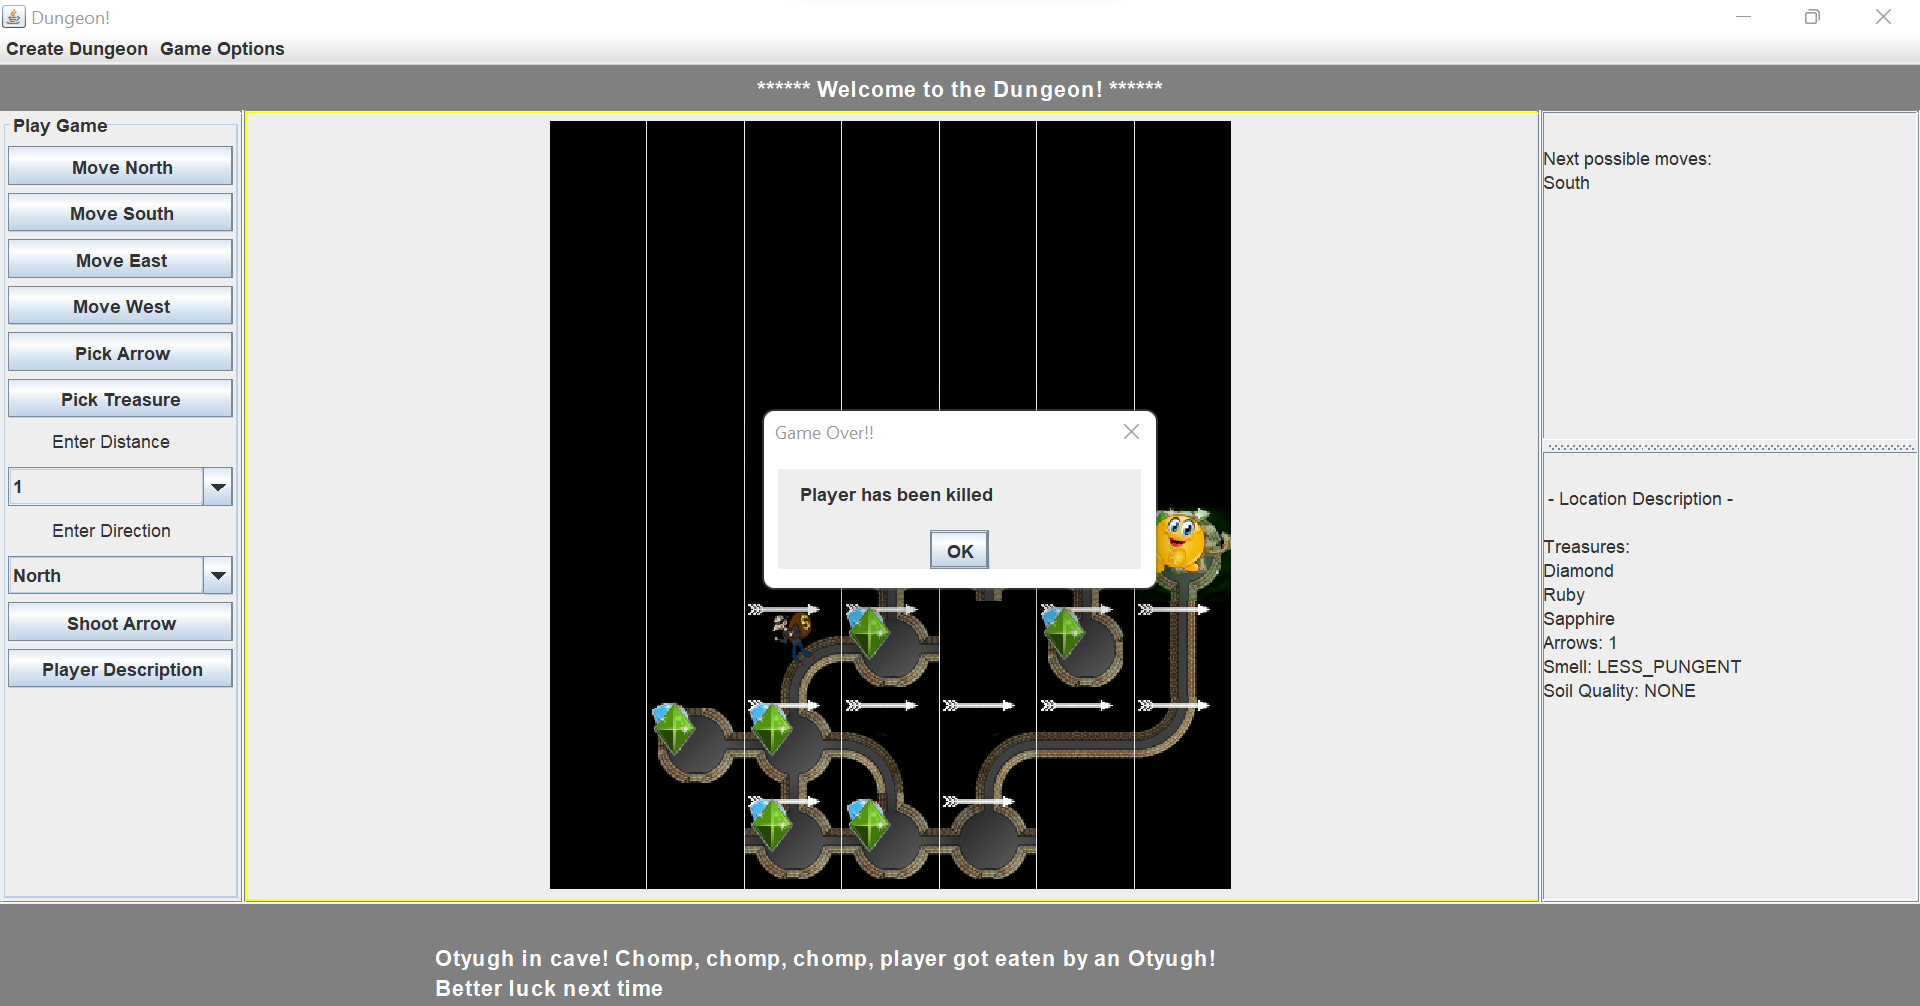 Dungeon!
Create Dungeon Game Options
****** Welcome to the Dungeon! ******
Play Game
Move North
Move South
Move East
Move West
Pick Arrow
Pick Treasure
Enter Distance
1
Enter Direction
North
Shoot Arrow
Player Description
Game Over!!
Player has been killed
OK
Next possible moves:
South
- Location Description -
Treasures:
Diamond
Ruby
Sapphire
Arrows: 1
Smell: LESS_PUNGENT
Soil Quality: NONE
Otyugh in cave! Chomp, chomp, chomp, player got eaten by an Otyugh!
Better luck next time